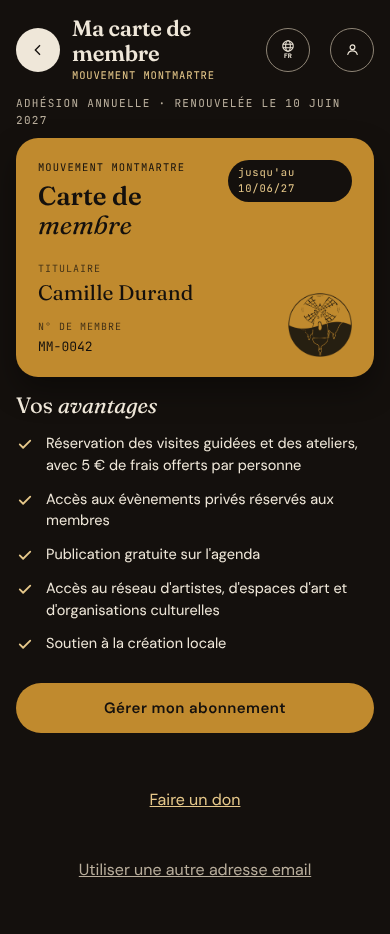 Ma carte de
membre
MOUVEMENT MONTMARTRE
FR
ADHÉSION ANNUELLE · RENOUVELÉE LE 10 JUIN
2027
MOUVEMENT MONTMARTRE
jusqu'au
10/06/27
Carte de
membre
TITULAIRE
Camille Durand
N° DE MEMBRE
MM-0042
Vos avantages
Réservation des visites guidées et des ateliers,
avec 5 € de frais offerts par personne
Accès aux évènements privés réservés aux
membres
Publication gratuite sur l'agenda
Accès au réseau d'artistes, d'espaces d'art et
d'organisations culturelles
Soutien à la création locale
Gérer mon abonnement
Faire un don
Utiliser une autre adresse email